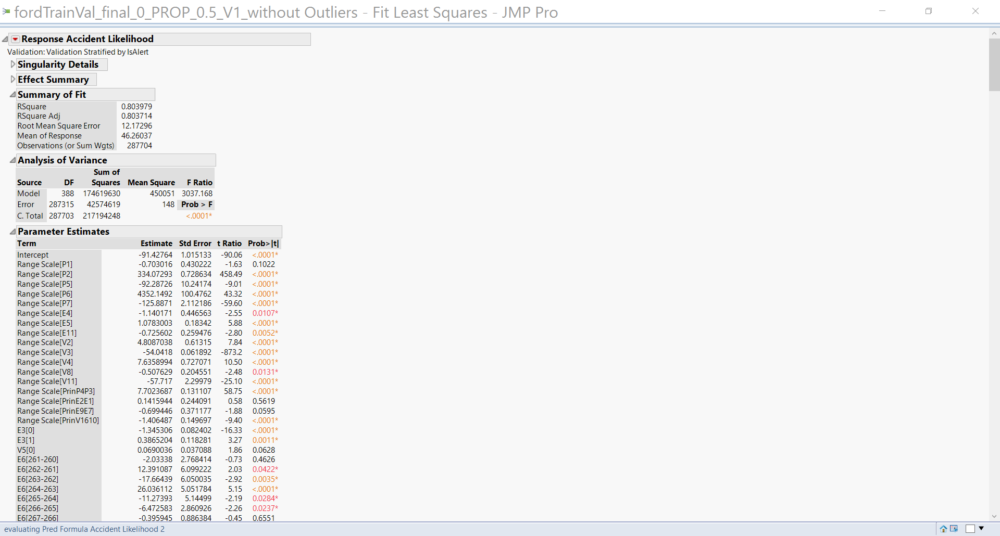 fordTrainVal_final_0_PROP_0.5_V1_without Outliers - Fit Least Squares - JMP Pro
Response Accident Likelihood
Validation: Validation Stratified by IsAlert
Singularity Details
Effect Summary
Summary of Fit
RSquare 0.803979
RSquare Adj 0.803714
Root Mean Square Error 12.17296
Mean of Response 46.26037
Observations (or Sum Wgts) 287704
Analysis of Variance
Sum of
Source DF Squares Mean Square F Ratio
Model 388 174619630 450051 3037.168
Error 287315 42574619 148 Prob > F
C. Total 287703 217194248 <.0001*
Parameter Estimates
Term Estimate Std Error t Ratio Prob>|t|
Intercept -91.42764 1.015133 -90.06 <.0001*
Range Scale[P1] -0.703016 0.430222 -1.63 0.1022
Range Scale[P2] 334.07293 0.728634 458.49 <.0001*
Range Scale[P5] -92.28726 10.24174 -9.01 <.0001*
Range Scale[P6] 4352.1492 100.4762 43.32 <.0001*
Range Scale[P7] -125.8871 2.112186 -59.60 <.0001*
Range Scale[E4] -1.140171 0.446563 -2.55 0.0107*
Range Scale[E5] 1.0783003 0.18342 5.88 <.0001*
Range Scale[E11] -0.725602 0.259476 -2.80 0.0052*
Range Scale[V2] 4.8087038 0.61315 7.84 <.0001*
Range Scale[V3] -54.0418 0.061892 -873.2 <.0001*
Range Scale[V4] 7.6358994 0.727071 10.50 <.0001*
Range Scale[V8] -0.507629 0.204551 -2.48 0.0131*
Range Scale[V11] -57.717 2.29979 -25.10 <.0001*
Range Scale[PrinP4P3] 7.7023687 0.131107 58.75 <.0001*
Range Scale[PrinE2E1] 0.1415944 0.244091 0.58 0.5619
Range Scale[PrinE9E7] -0.699446 0.371177 -1.88 0.0595
Range Scale[PrinV1610] -1.406487 0.149697 -9.40 <.0001*
E3[0] -1.345306 0.082402 -16.33 <.0001*
E3[1] 0.3865204 0.118281 3.27 0.0011*
V5[0] 0.0690036 0.037088 1.86 0.0628
E6[261-260] -2.03338 2.768414 -0.73 0.4626
E6[262-261] 12.391087 6.099222 2.03 0.0422*
E6[263-262] -17.66439 6.050035 -2.92 0.0035*
E6[264-263] 26.036112 5.051784 5.15 <.0001*
E6[265-264] -11.27393 5.14499 -2.19 0.0284*
E6[266-265] -6.472583 2.860926 -2.26 0.0237*
E6[267-266] -0.395945 0.886384 -0.45 0.6551
evaluating Pred Formula Accident Likelihood 2